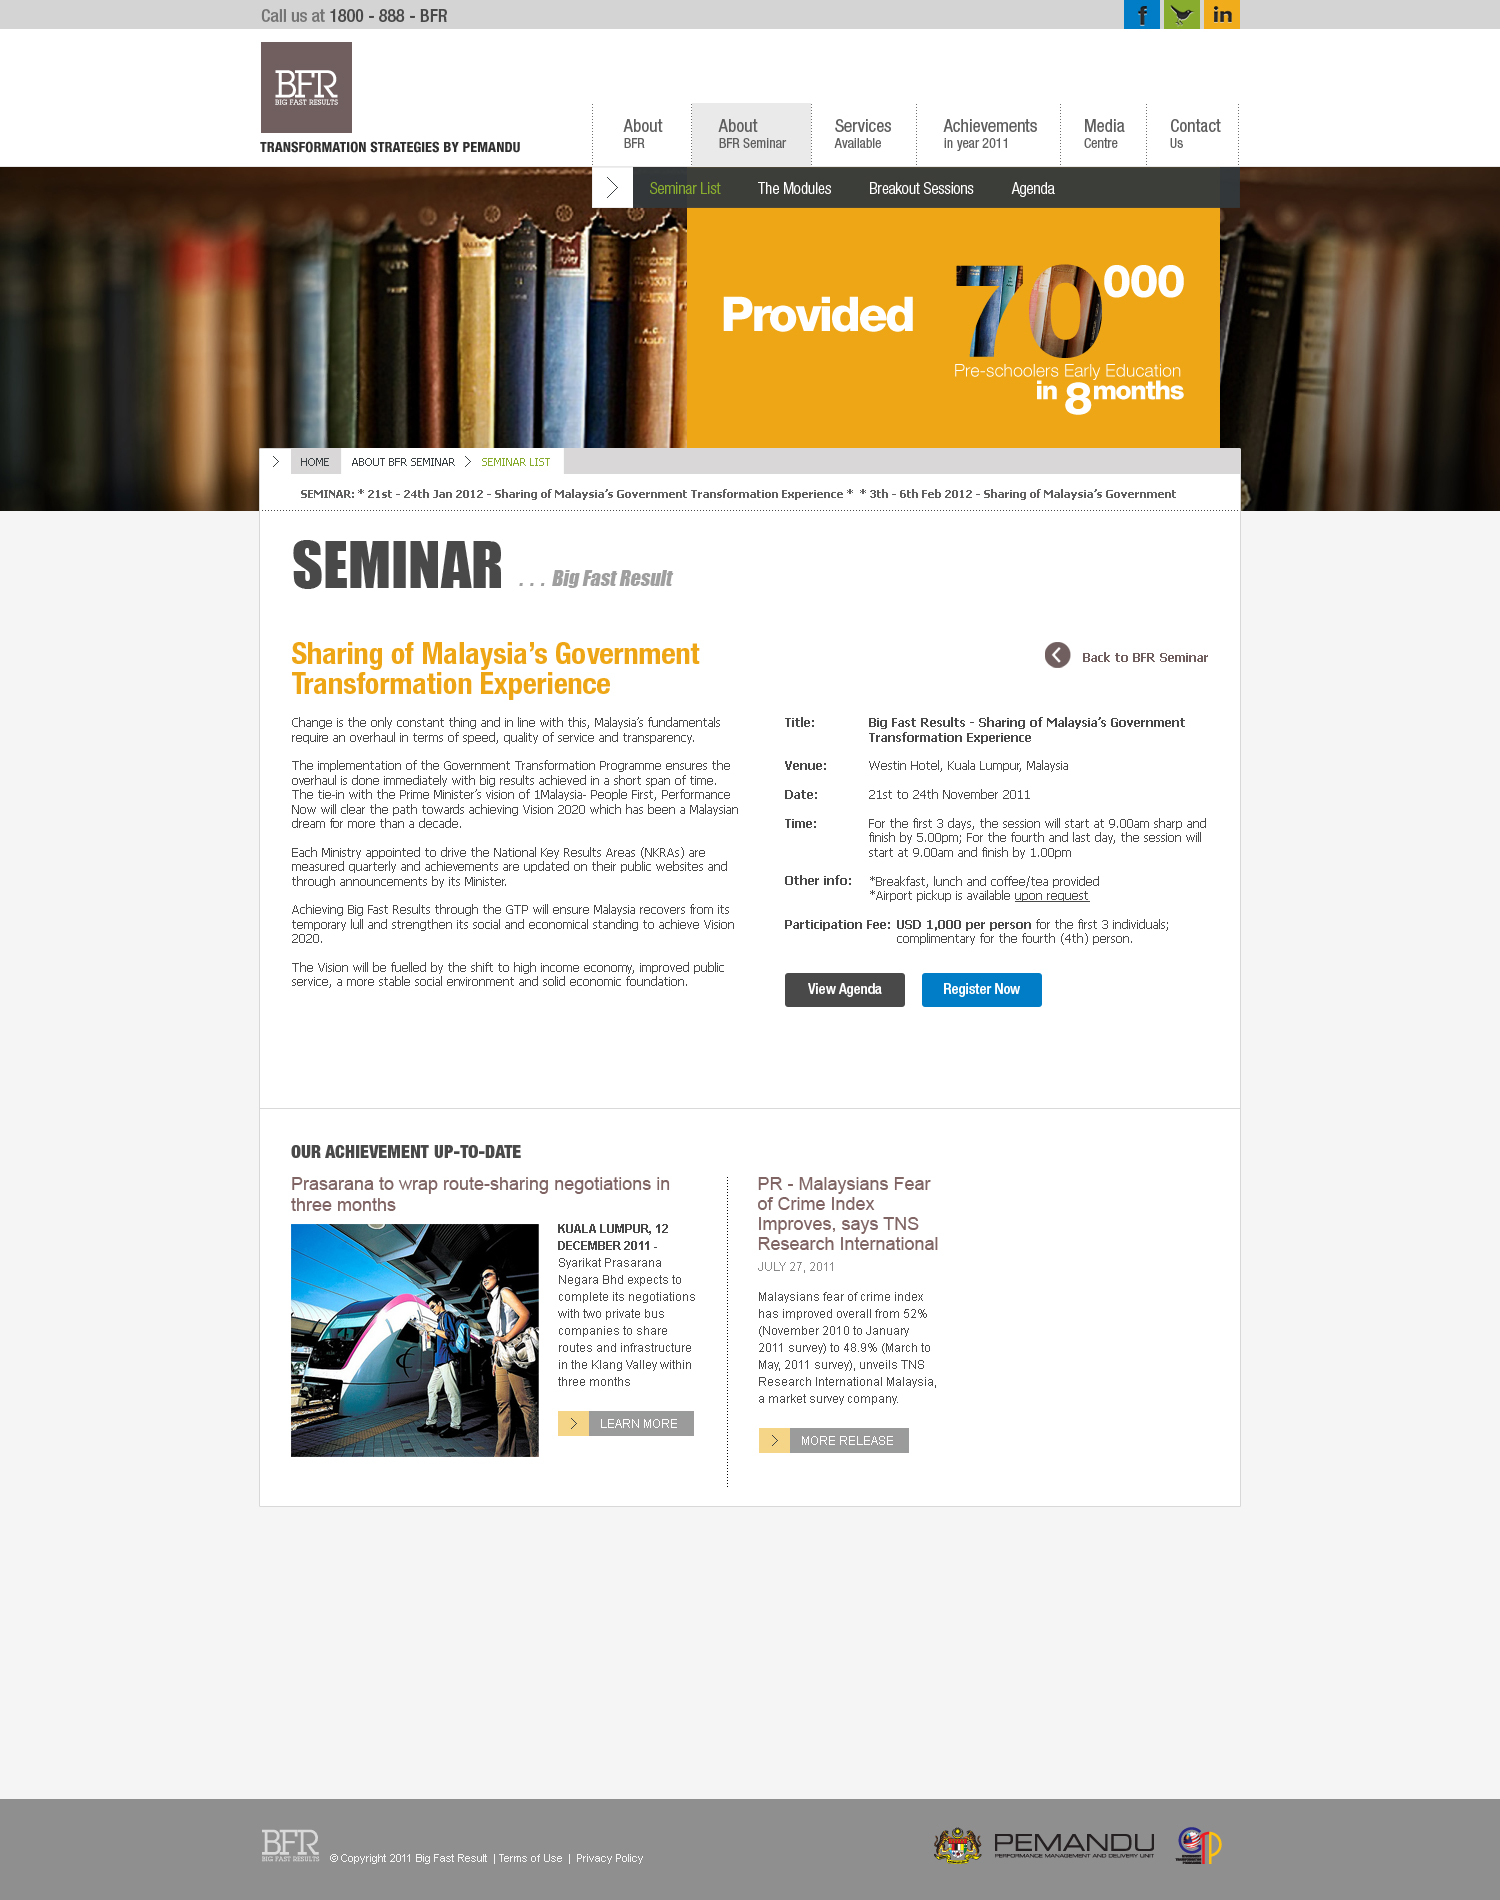 Call us at 1800 - 888 - BFR
BFR
BIG FAST RESULTS
TRANSFORMATION STRATEGIES BY PEMANDU
About
BFR
About
BFR Seminar
Services
Available
Achievements
in year 2011
Media
Centre
Contact
Us
Seminar List
The Modules
Breakout Sessions
Agenda
Provided
70000
Pre-schoolers Early Education
in 8 months
HOME
ABOUT BFR SEMINAR
SEMINAR LIST
SEMINAR: * 21st - 24th Jan 2012 - Sharing of Malaysia's Government Transformation Experience * * 3th - 6th Feb 2012 - Sharing of Malaysia's Government
SEMINAR ... Big Fast Result
Sharing of Malaysia's Government
Transformation Experience
Back to BFR Seminar
Change is the only constant thing and in line with this, Malaysia's fundamentals
require an overhaul in terms of speed, quality of service and transparency.
The implementation of the Government Transformation Programme ensures the
overhaul is done immediately with big results achieved in a short span of time.
The tie-in with the Prime Minister's vision of 1Malaysia- People First, Performance
Now will clear the path towards achieving Vision 2020 which has been a Malaysian
dream for more than a decade.
Each Ministry appointed to drive the National Key Results Areas (NKRAs) are
measured quarterly and achievements are updated on their public websites and
through announcements by its Minister.
Achieving Big Fast Results through the GTP will ensure Malaysia recovers from its
temporary lull and strengthen its social and economical standing to achieve Vision
2020.
The Vision will be fuelled by the shift to high income economy, improved public
service, a more stable social environment and solid economic foundation.
Title: Big Fast Results - Sharing of Malaysia's Government
Transformation Experience
Venue: Westin Hotel, Kuala Lumpur, Malaysia
Date: 21st to 24th November 2011
Time: For the first 3 days, the session will start at 9.00am sharp and
finish by 5.00pm; For the fourth and last day, the session will
start at 9.00am and finish by 1.00pm
Other info: *Breakfast, lunch and coffee/tea provided
*Airport pickup is available upon request
Participation Fee: USD 1,000 per person for the first 3 individuals;
complimentary for the fourth (4th) person.
View Agenda
Register Now
OUR ACHIEVEMENT UP-TO-DATE
Prasarana to wrap route-sharing negotiations in
three months
KUALA LUMPUR, 12
DECEMBER 2011 -
Syarikat Prasarana
Negara Bhd expects to
complete its negotiations
with two private bus
companies to share
routes and infrastructure
in the Klang Valley within
three months
LEARN MORE
PR - Malaysians Fear
of Crime Index
Improves, says TNS
Research International
JULY 27, 2011
Malaysians fear of crime index
has improved overall from 52%
(November 2010 to January
2011 survey) to 48.9% (March to
May, 2011 survey), unveils TNS
Research International Malaysia,
a market survey company.
MORE RELEASE
BFR
BIG FAST RESULTS
© Copyright 2011 Big Fast Result | Terms of Use | Privacy Policy
PEMANDU
PERFORMANCE MANAGEMENT AND DELIVERY UNIT